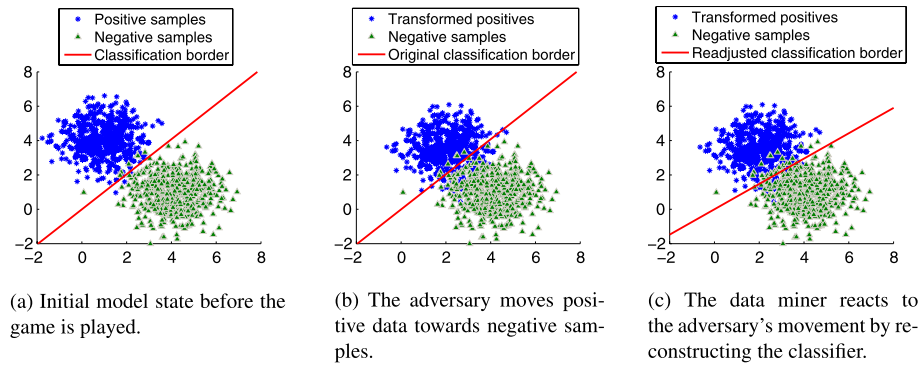 Positive samples
Negative samples
Classification border
8
6
4
2
0
−2
−2 0 2 4 6 8
(a) Initial model state before the
game is played.
Transformed positives
Negative samples
Original classification border
8
6
4
2
0
−2
−2 0 2 4 6 8
(b) The adversary moves posi-
tive data towards negative sam-
ples.
Transformed positives
Negative samples
Readjusted classification border
8
6
4
2
0
−2
−2 0 2 4 6 8
(c) The data miner reacts to
the adversary's movement by re-
constructing the classifier.